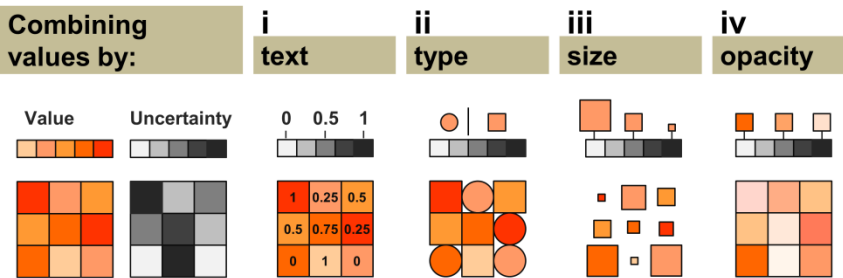 Combining
values by:
i
text
ii
type
iii
size
iv
opacity
Value
Uncertainty
0 0.5 1
1 0.25 0.5
0.5 0.75 0.25
0 1 0